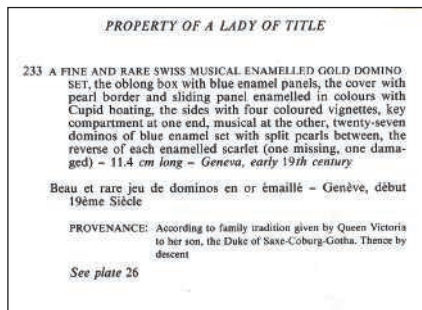 PROPERTY OF A LADY OF TITLE
233 A FINE AND RARE SWISS MUSICAL ENAMELLED GOLD DOMINO
SET, the oblong box with blue enamel panels, the cover with
pearl border and sliding panel enamelled in colours with
Cupid boating, the sides with four coloured vignettes, key
compartment at one end, musical at the other, twenty-seven
dominos of blue enamel set with split pearls between, the
reverse of each enamelled scarlet (one missing, one dama-
ged) – 11.4 cm long – Geneva, early 19th century
Beau et rare jeu de dominos en or émaillé – Genève, début
19ème Siècle
PROVENANCE: According to family tradition given by Queen Victoria
to her son, the Duke of Saxe-Coburg-Gotha. Thence by
descent
See plate 26